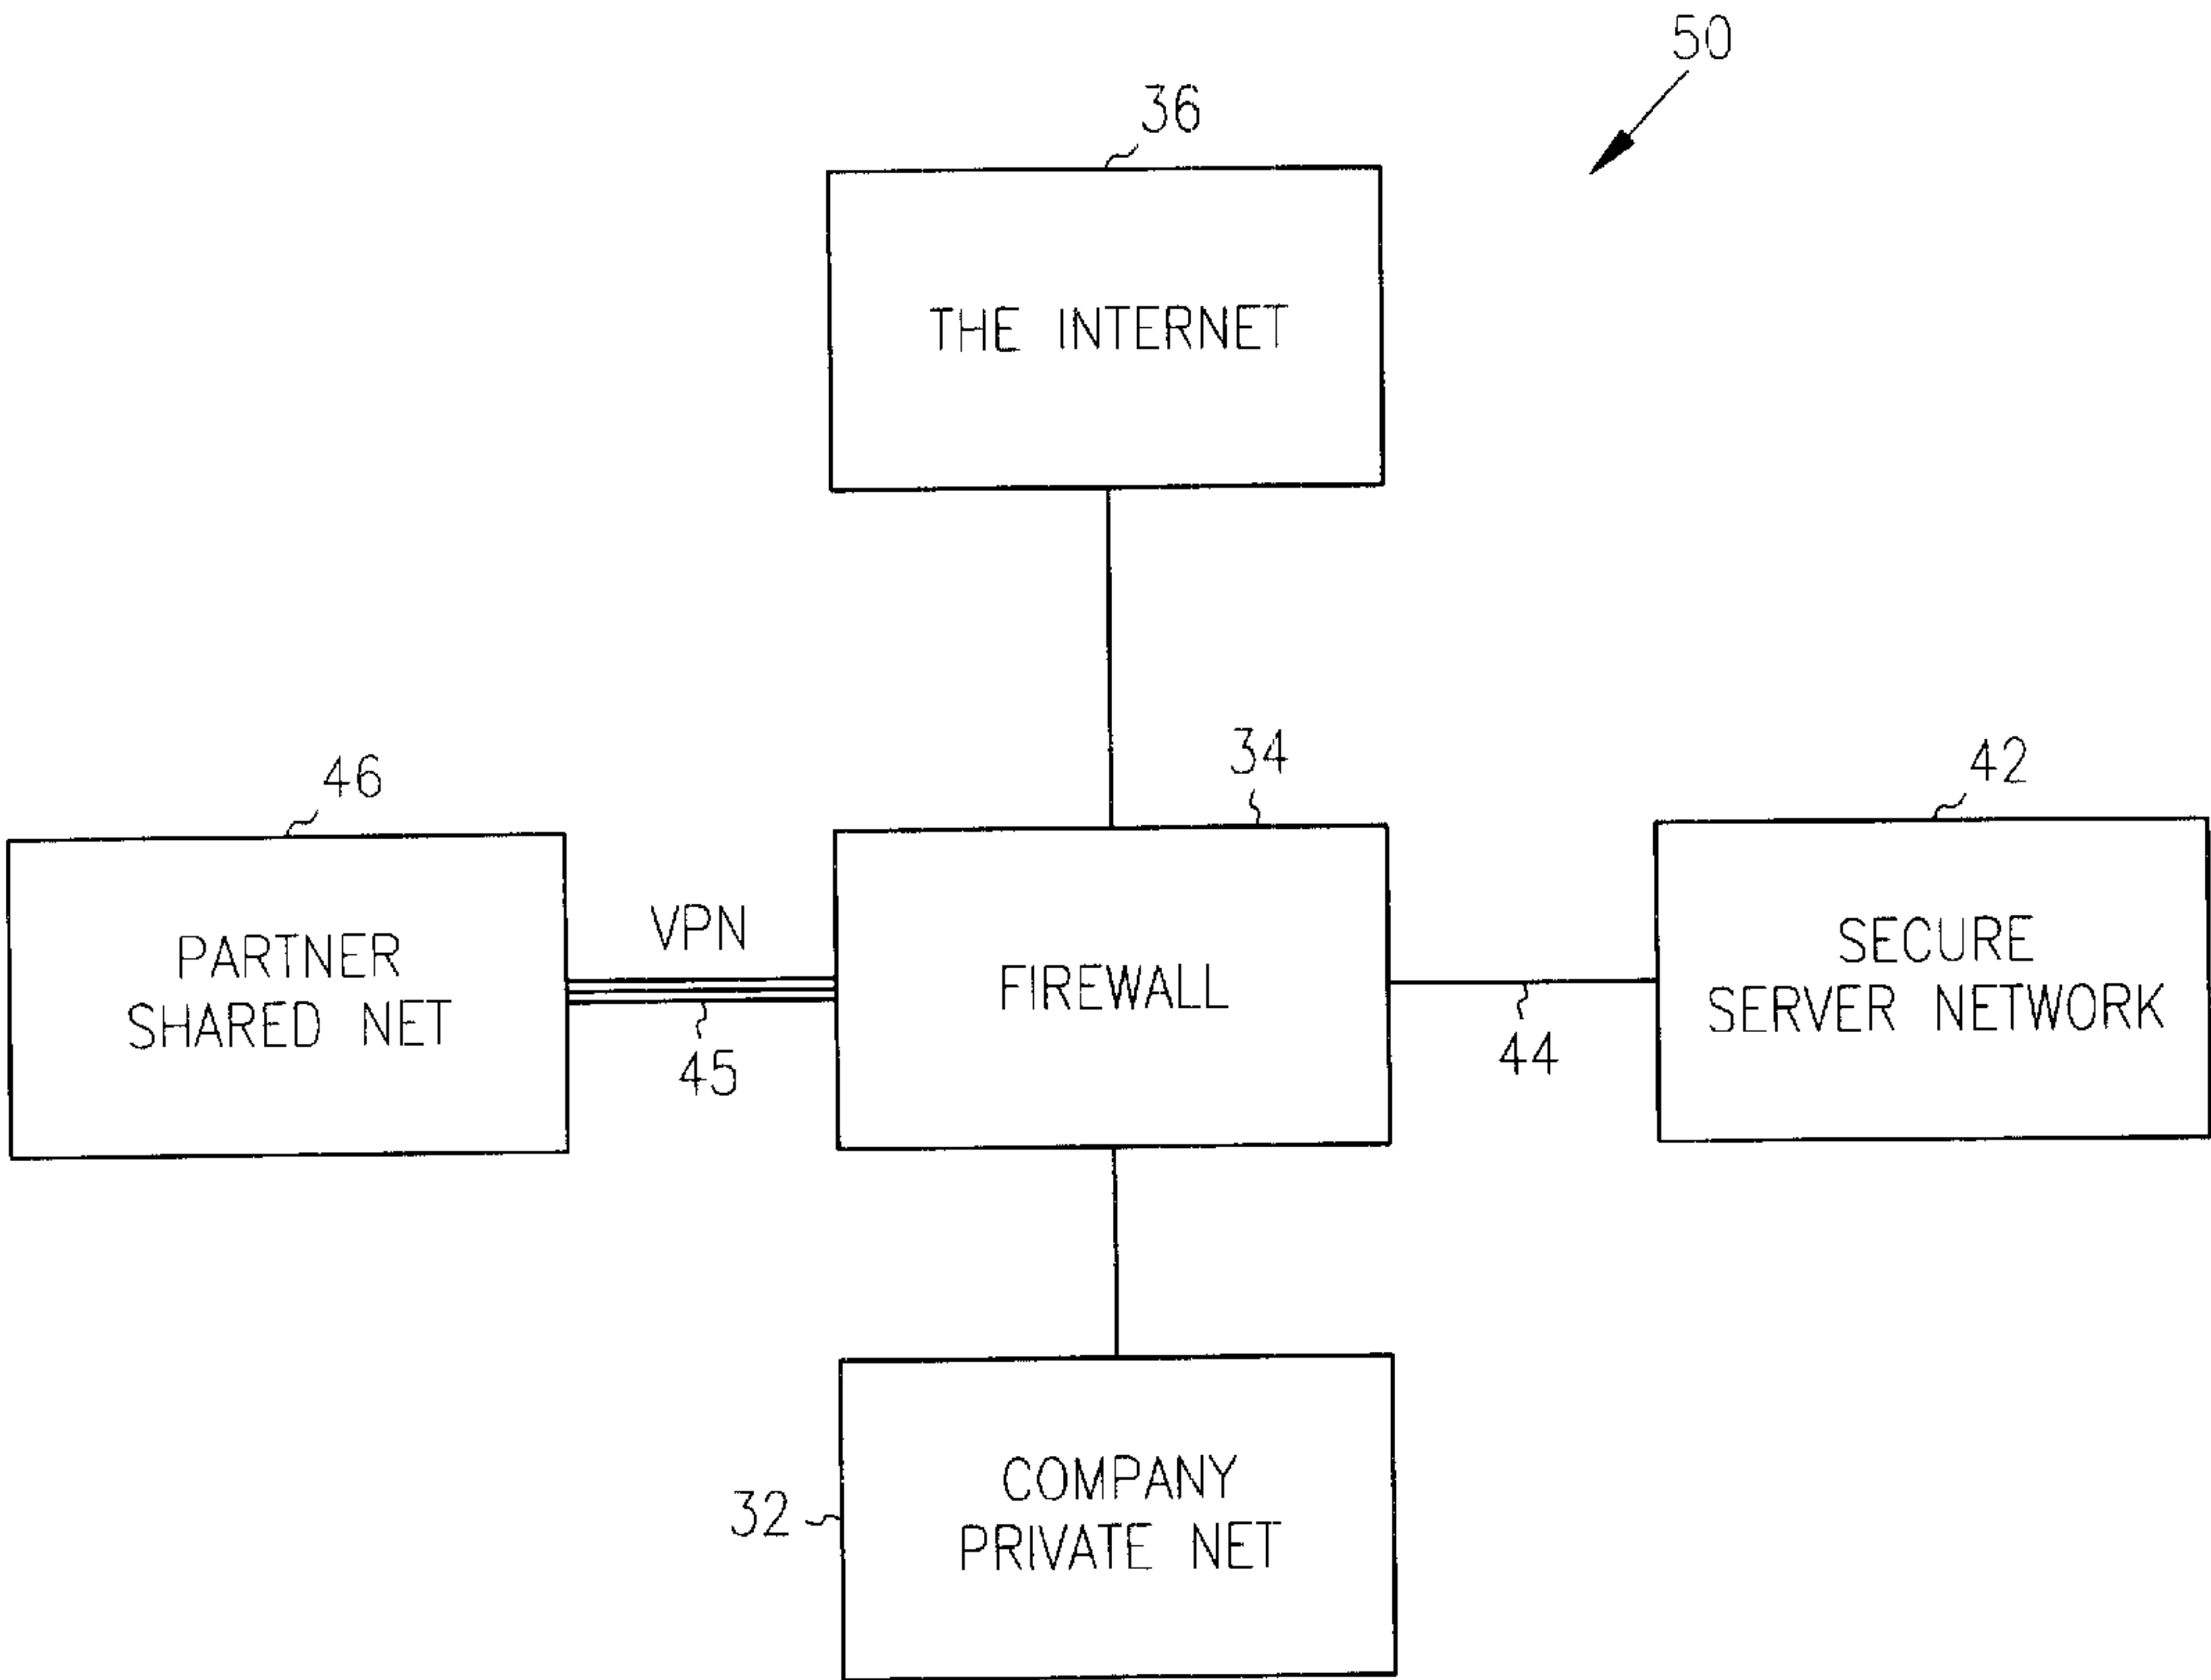 50
36
THE INTERNET
46
34
42
PARTNER
SHARED NET
VPN
45
FIREWALL
44
SECURE
SERVER NETWORK
32
COMPANY
PRIVATE NET